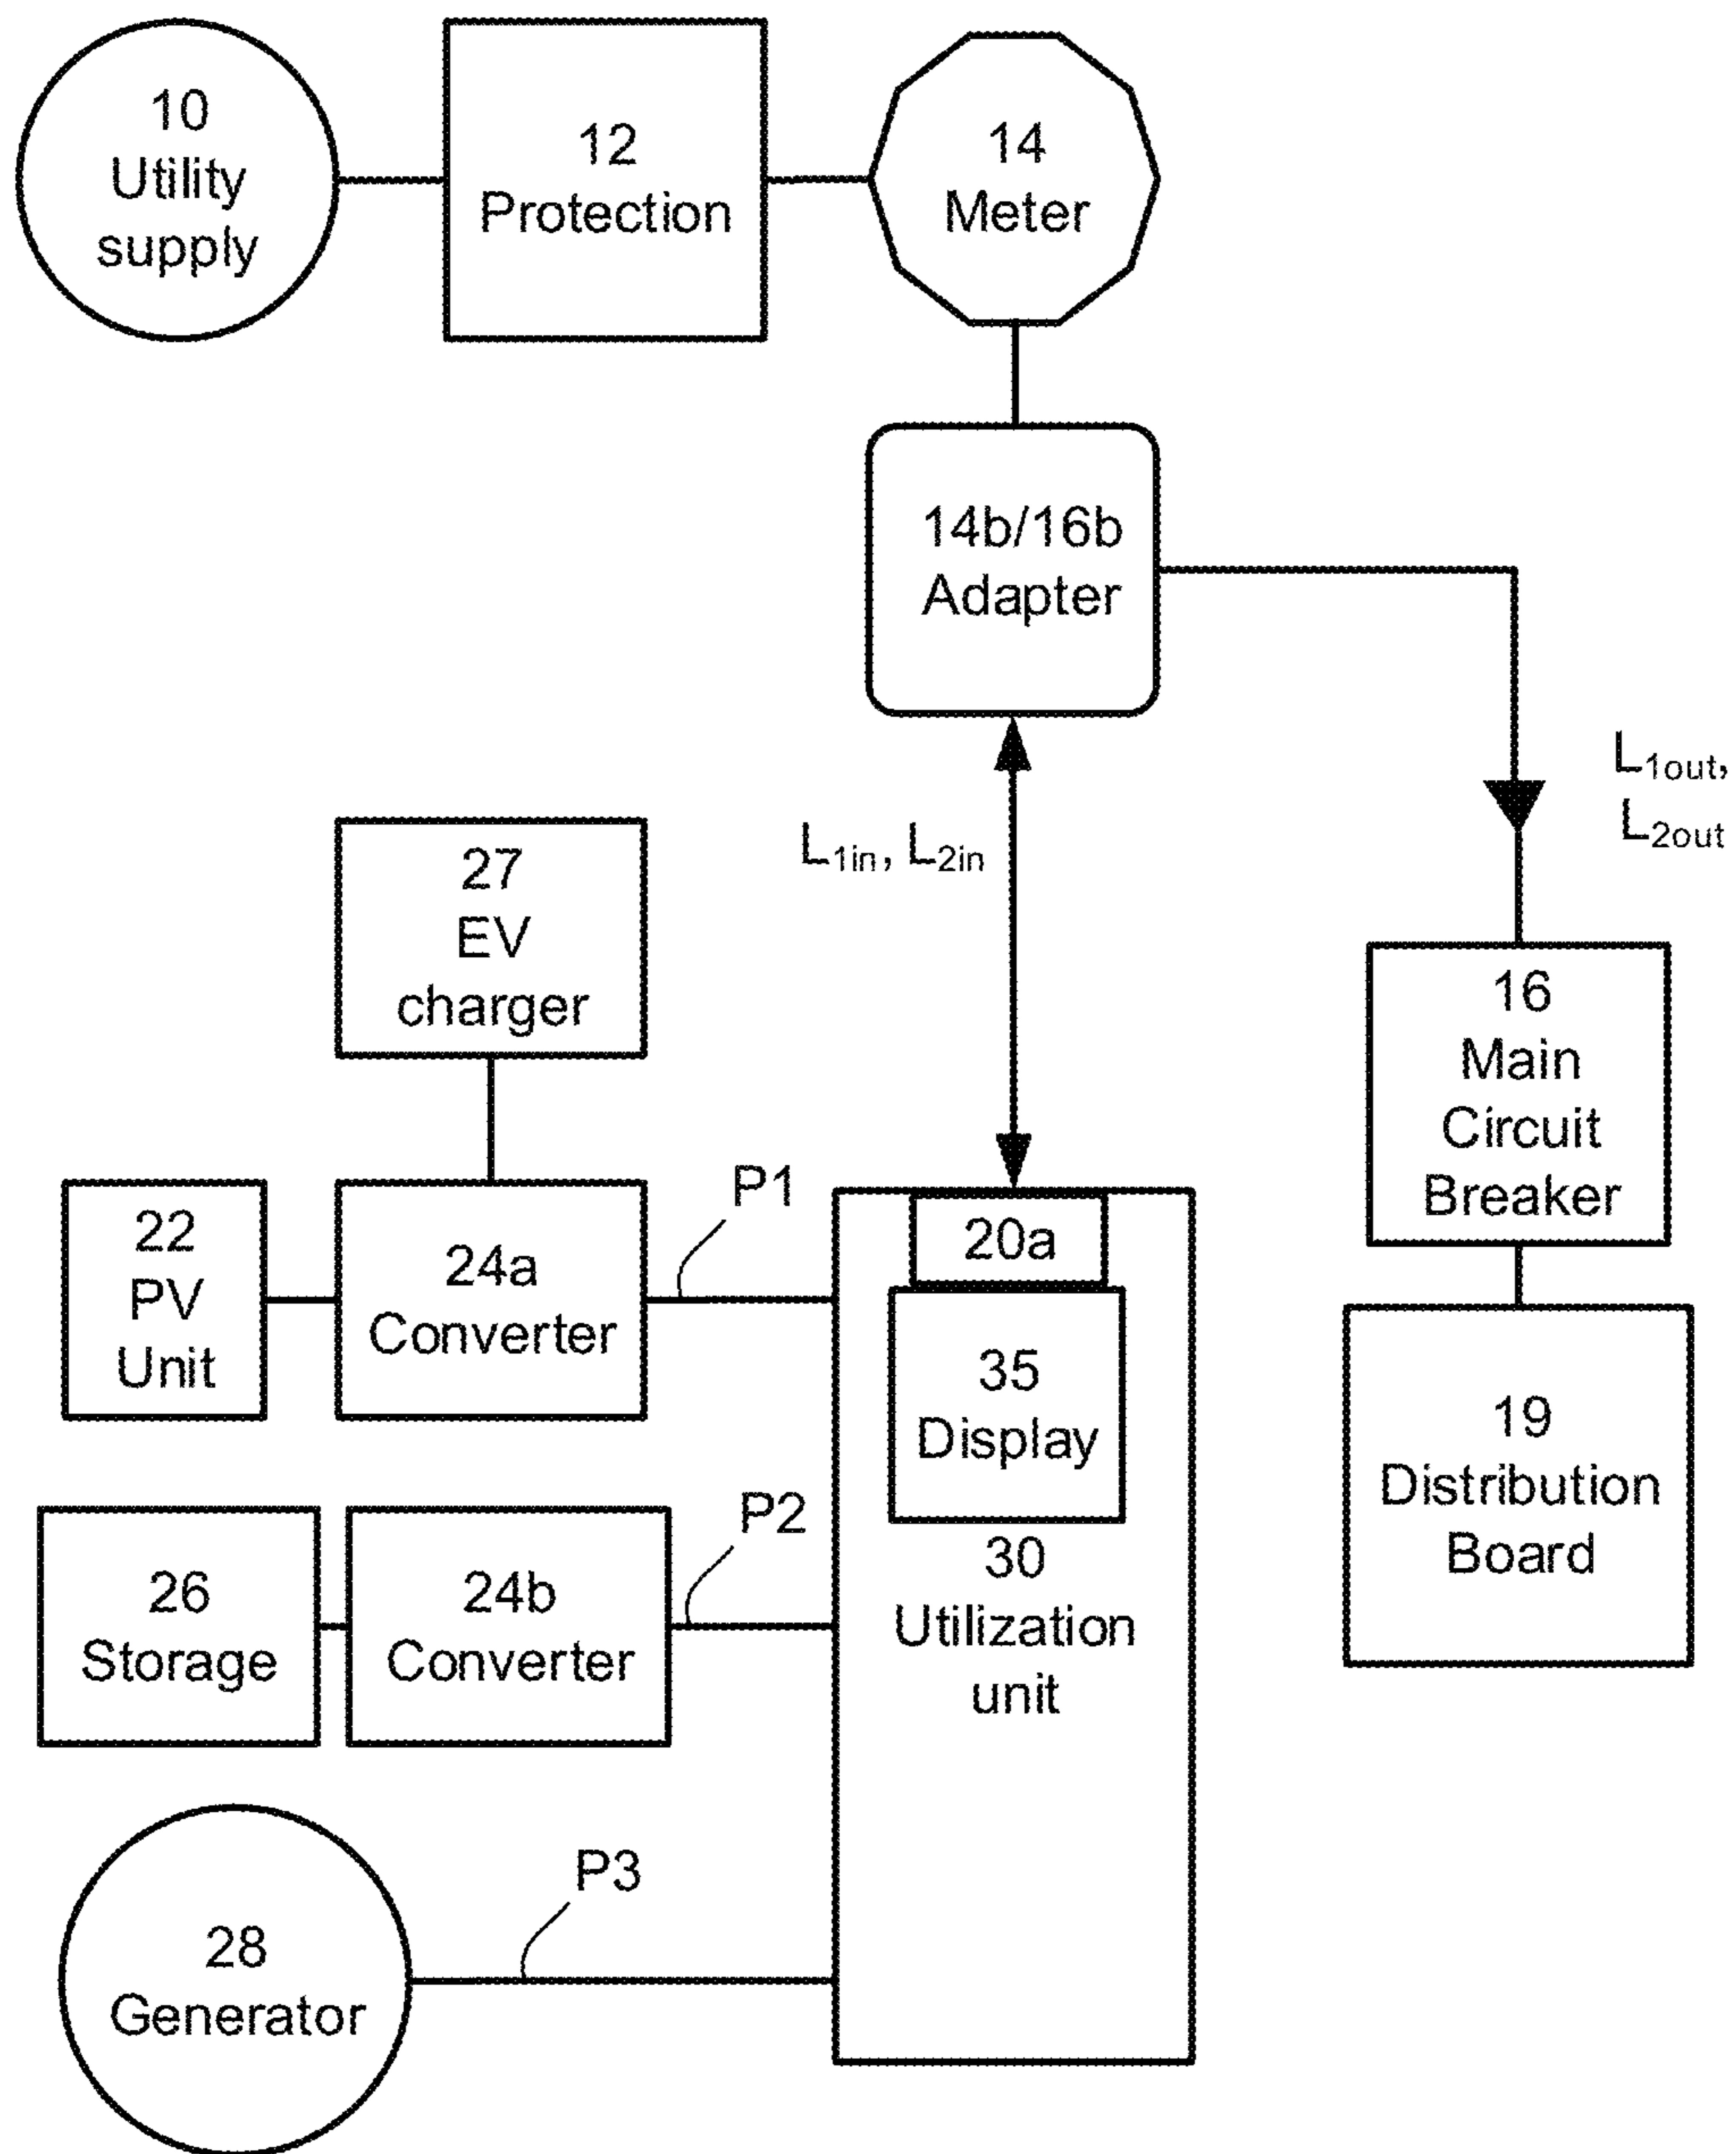 10
Utility
supply
12
Protection
14
Meter
14b/16b
Adapter
L1out,
L2out
L1in, L2in
27
EV
charger
16
Main
Circuit
Breaker
22
PV
Unit
24a
Converter
P1
20a
35
Display
19
Distribution
Board
26
Storage
24b
Converter
P2
30
Utilization
unit
28
Generator
P3